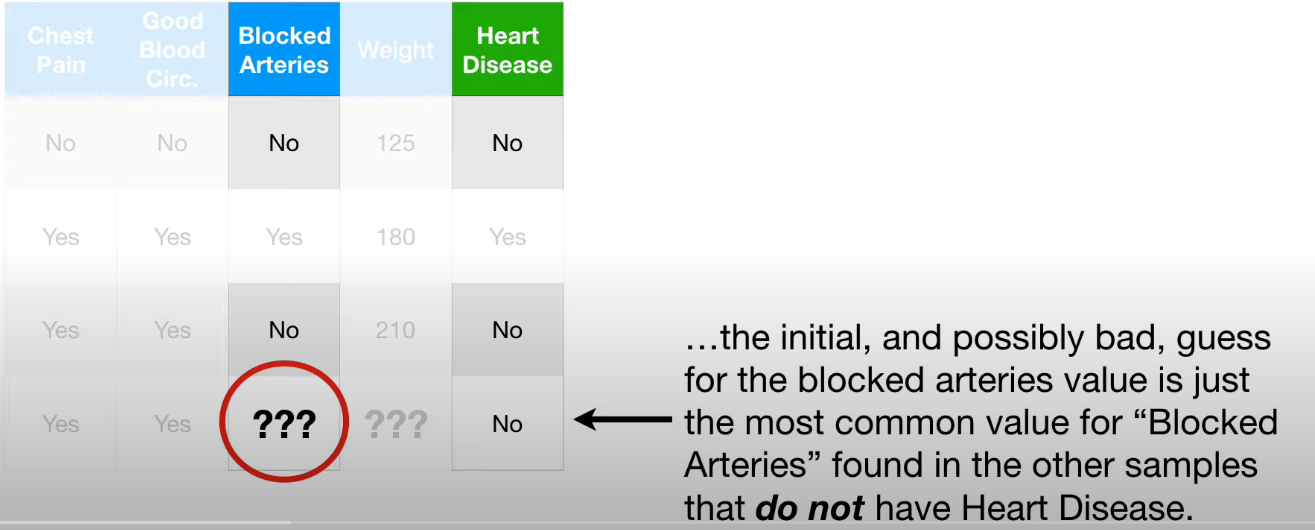 Chest Pain | Good Blood Circ. | Blocked Arteries | Weight | Heart Disease
No | No | No | 125 | No
Yes | Yes | Yes | 180 | Yes
Yes | Yes | No | 210 | No
Yes | Yes | ??? | ??? | No
…the initial, and possibly bad, guess
for the blocked arteries value is just
the most common value for “Blocked
Arteries” found in the other samples
that do not have Heart Disease.